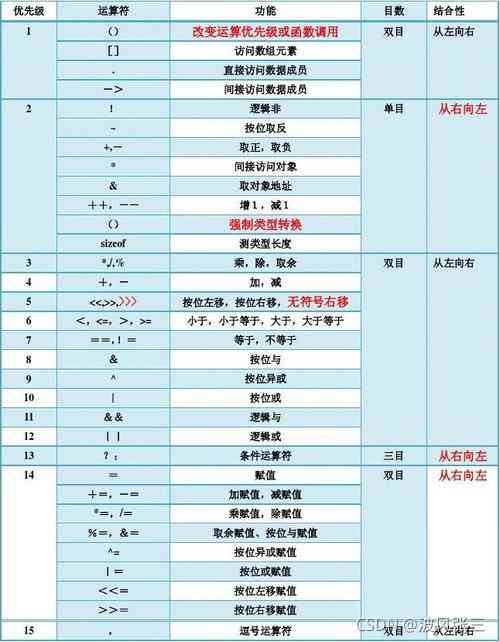 优先级 运算符 功能 目数 结合性
1 () 改变运算优先级或函数调用 双目 从左向右
[] 访问数组元素
. 直接访问数据成员
—> 间接访问数据成员
2 ! 逻辑非 单目 从右向左
~ 按位取反
+,— 取正,取负
* 间接访问对象
& 取对象地址
++,—— 增1,减1
() 强制类型转换
sizeof 测类型长度
3 *,/,% 乘,除,取余 双目 从左向右
4 +,- 加,减
5 <<,>>,>>> 按位左移,按位右移,无符号右移
6 <,<=,>,>= 小于,小于等于,大于,大于等于
7 ==,!= 等于,不等于
8 & 按位与
9 ^ 按位异或
10 | 按位或
11 && 逻辑与
12 || 逻辑或
13 ?: 条件运算符 三目 从右向左
14 = 赋值 双目 从右向左
+=,-= 加赋值,减赋值
*=,/= 乘赋值,除赋值
%=,&= 取余赋值、按位与赋值
^= 按位异或赋值
|= 按位或赋值
<<= 按位左移赋值
>>= 按位右移赋值
15 , 逗号运算符 双目 从左向右
CSDN @波风张三